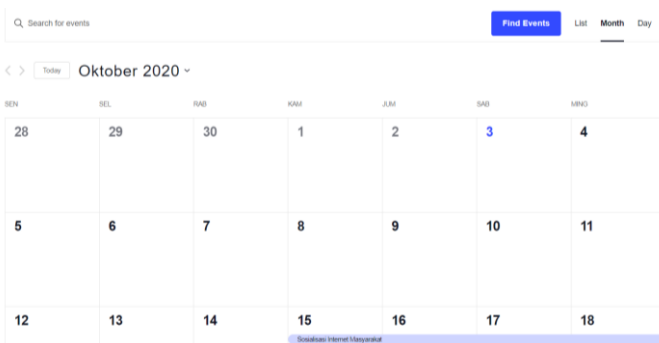 Search for events Find Events List Month Day
Today Oktober 2020
SEN SEL RAB KAM JUM SAB MING
28 29 30 1 2 3 4
5 6 7 8 9 10 11
12 13 14 15 16 17 18
Sosialisasi Internet Masyarakat